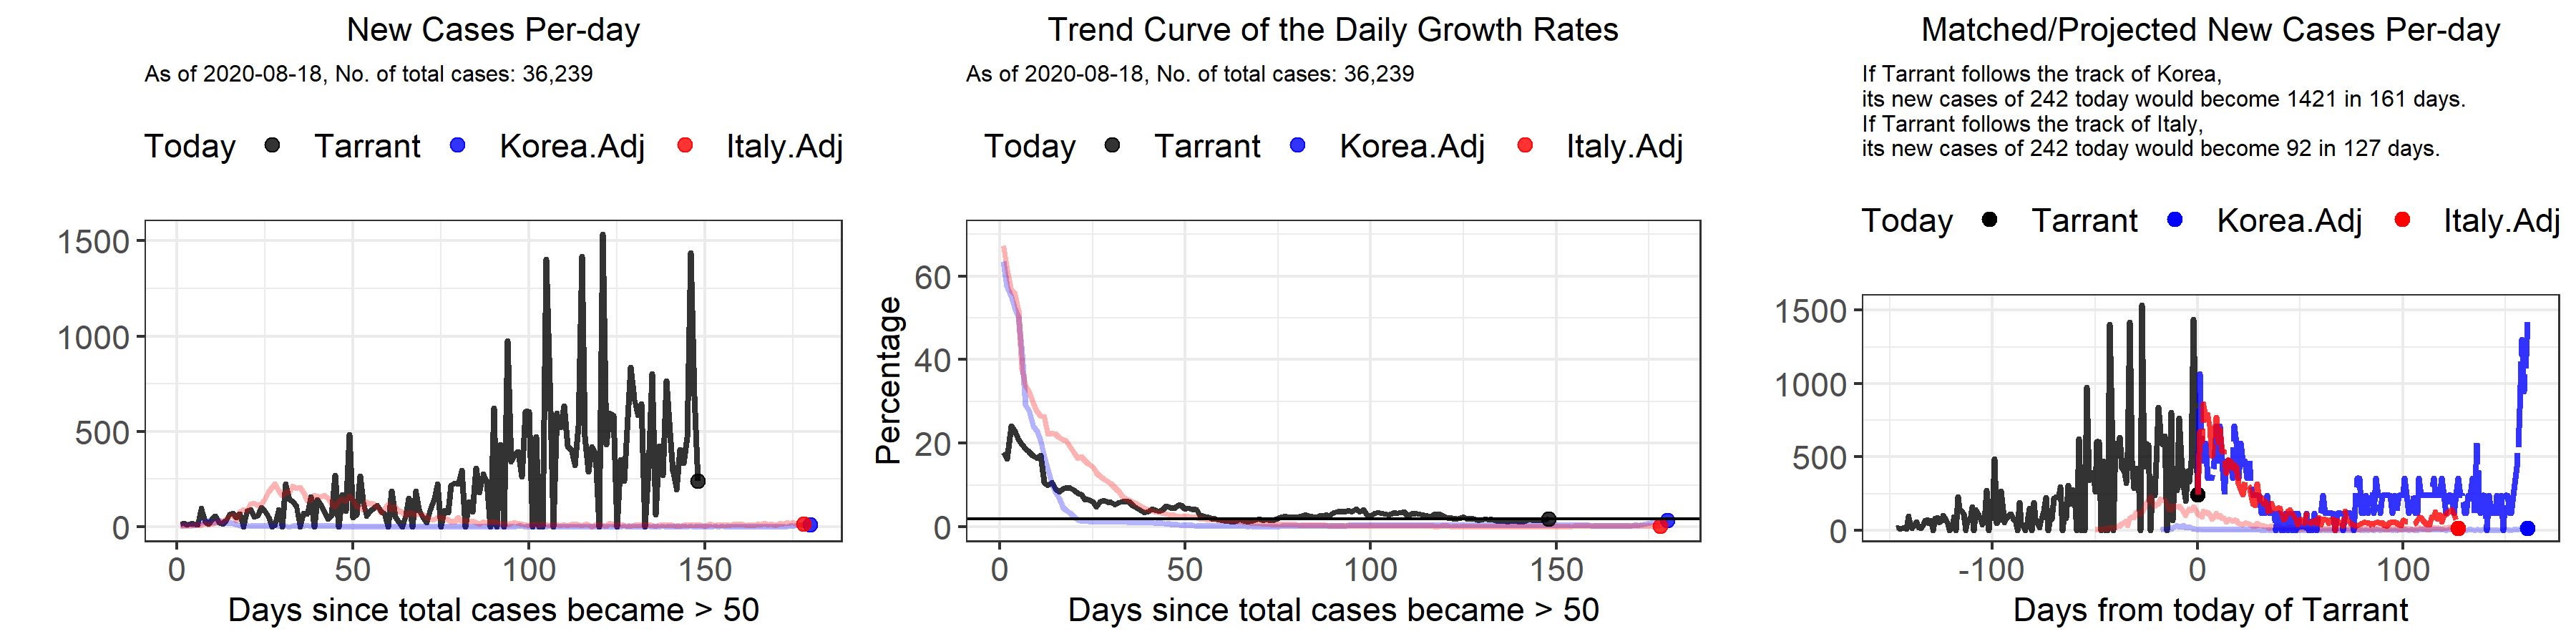 New Cases Per-day
As of 2020-08-18, No. of total cases: 36,239
Today Tarrant Korea.Adj Italy.Adj
1500
1000
500
0
0 50 100 150
Days since total cases became > 50
Trend Curve of the Daily Growth Rates
As of 2020-08-18, No. of total cases: 36,239
Today Tarrant Korea.Adj Italy.Adj
Percentage
60
40
20
0
0 50 100 150
Days since total cases became > 50
Matched/Projected New Cases Per-day
If Tarrant follows the track of Korea,
its new cases of 242 today would become 1421 in 161 days.
If Tarrant follows the track of Italy,
its new cases of 242 today would become 92 in 127 days.
Today Tarrant Korea.Adj Italy.Adj
1500
1000
500
0
-100 0 100
Days from today of Tarrant